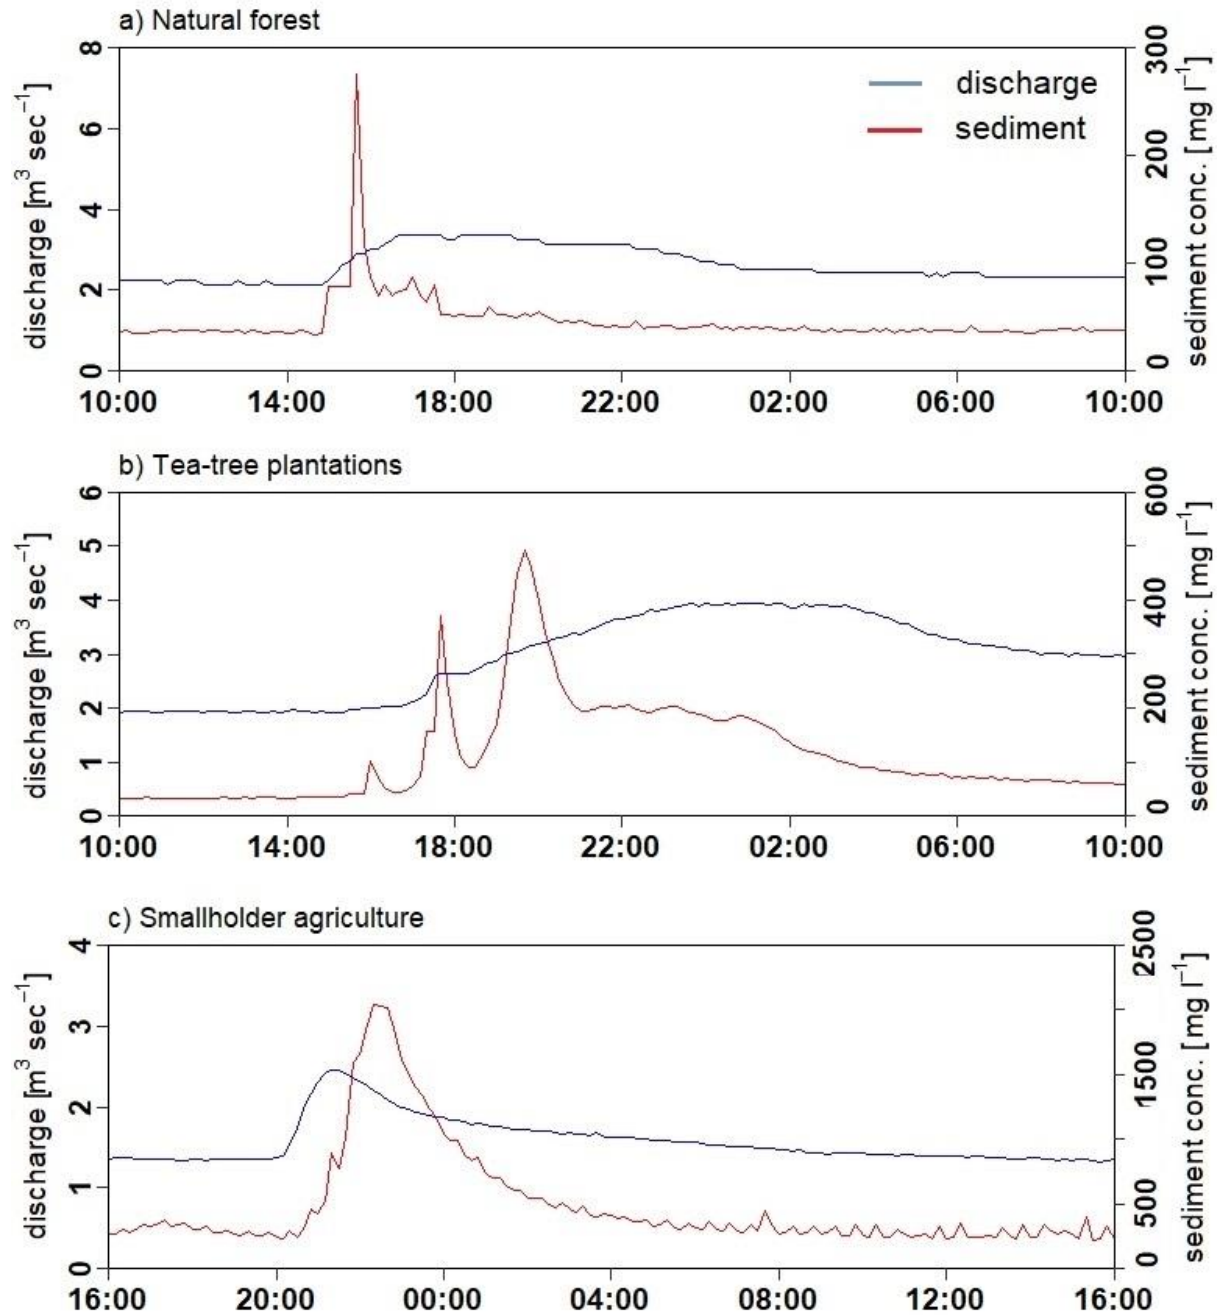 a) Natural forest
discharge [m³ sec⁻¹]
8
6
4
2
0
discharge
sediment
300
200
100
0
sediment conc. [ mg l⁻¹]
10:00 14:00 18:00 22:00 02:00 06:00 10:00
b) Tea-tree plantations
discharge [m³ sec⁻¹]
6
5
4
3
2
1
0
600
400
200
0
sediment conc. [ mg l⁻¹]
10:00 14:00 18:00 22:00 02:00 06:00 10:00
c) Smallholder agriculture
discharge [m³ sec⁻¹]
4
3
2
1
0
2500
1500
500
0
sediment conc. [ mg l⁻¹]
16:00 20:00 00:00 04:00 08:00 12:00 16:00